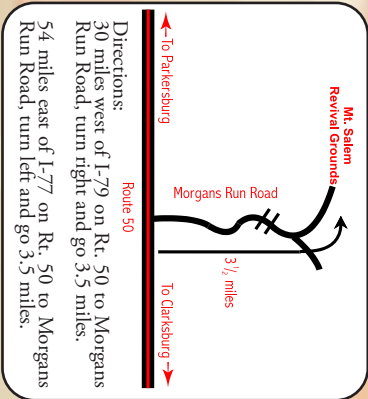 Mt. Salem
Revival Grounds
Morgans Run Road
3 1/2 miles
←To Parkersburg
Route 50
To Clarksburg→
Directions:
30 miles west of I-79 on Rt. 50 to Morgans
Run Road, turn right and go 3.5 miles.
54 miles east of I-77 on Rt. 50 to Morgans
Run Road, turn left and go 3.5 miles.